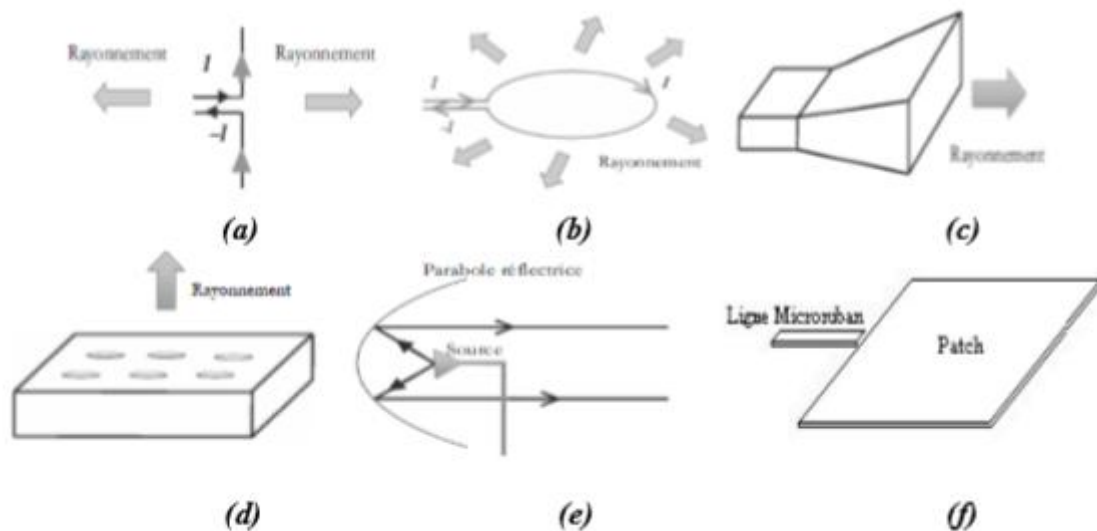 Rayonnement
I
Rayonnement
-I
(a)
I
I
-I
Rayonnement
(b)
Rayonnement
(c)
Rayonnement
(d)
Parabole réflectrice
Source
(e)
Ligne Microruban
Patch
(f)